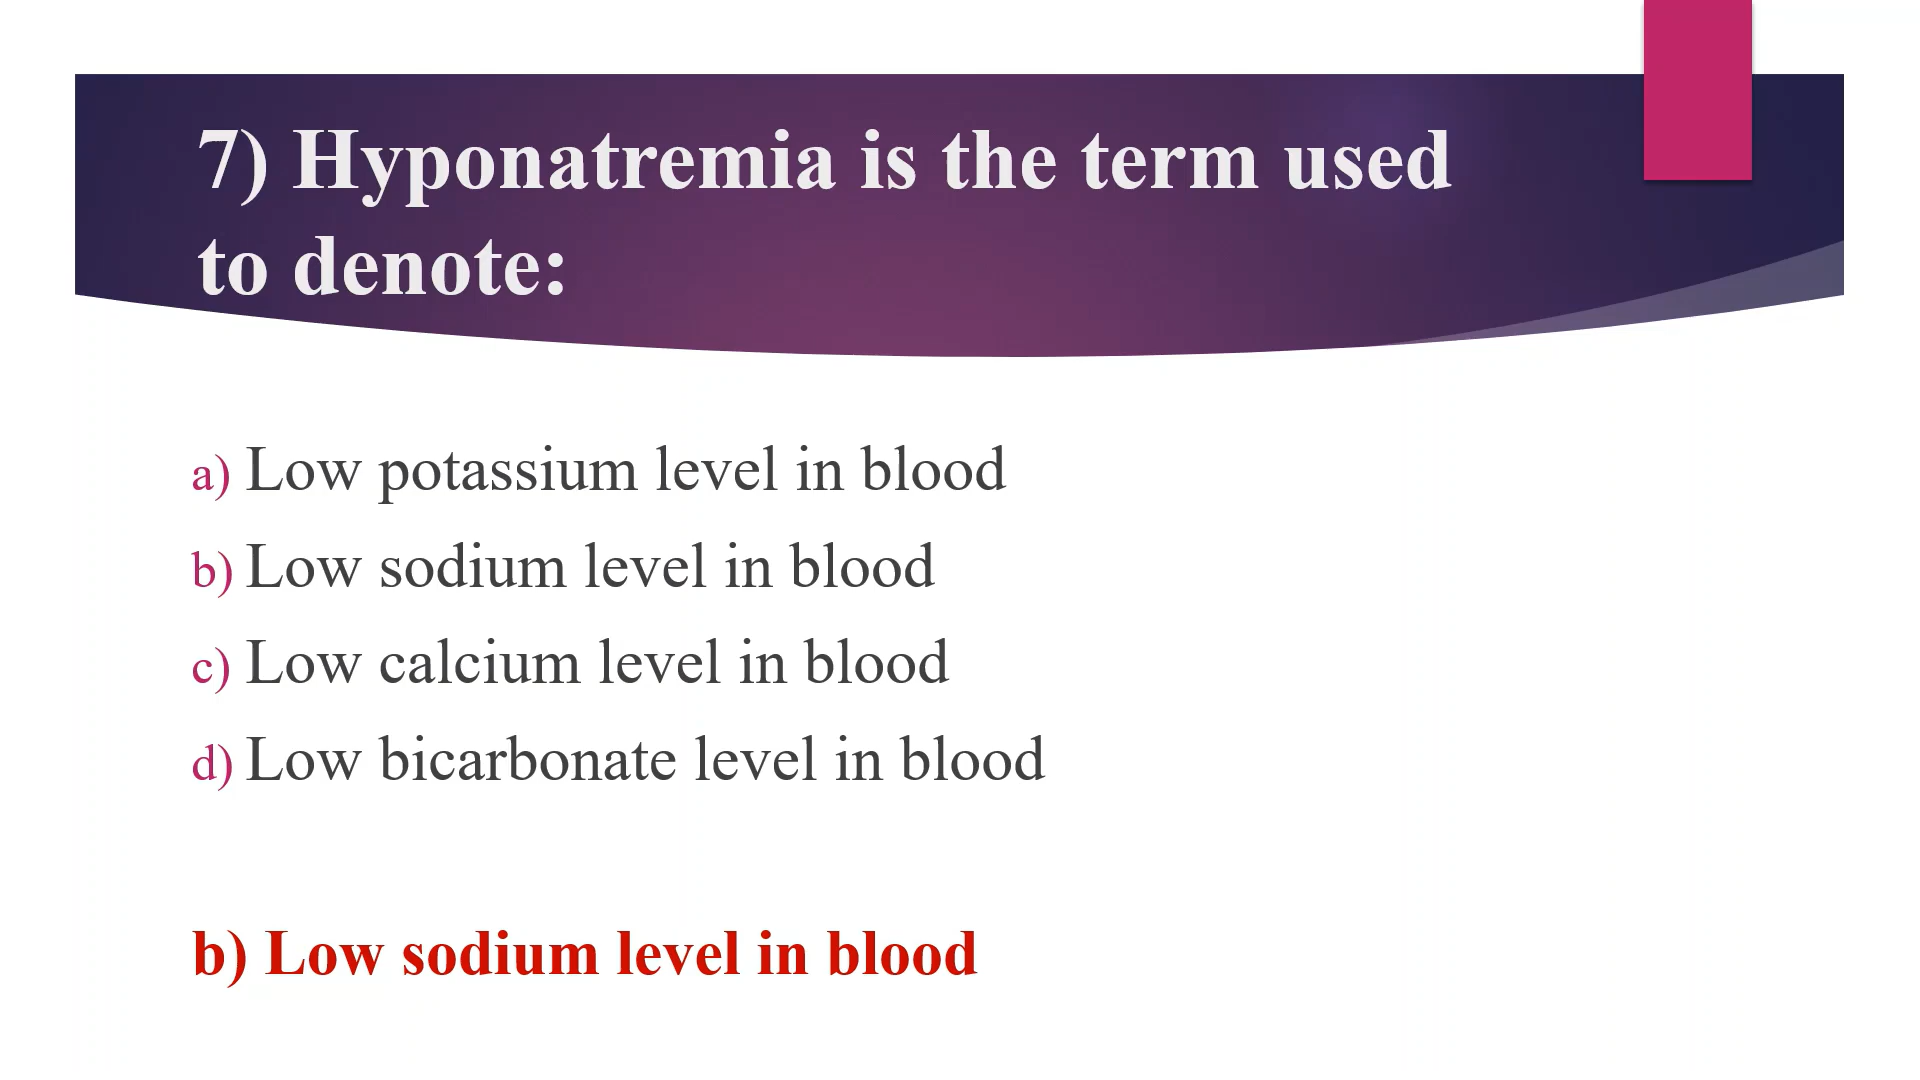 7) Hyponatremia is the term used
to denote:
a) Low potassium level in blood
b) Low sodium level in blood
c) Low calcium level in blood
d) Low bicarbonate level in blood
b) Low sodium level in blood